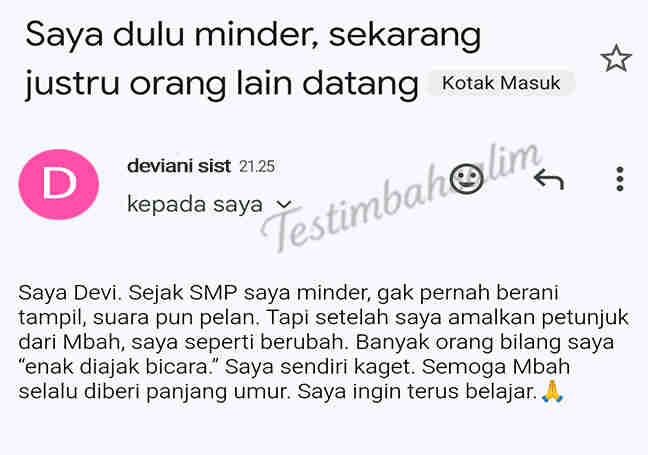 Saya dulu minder, sekarang
justru orang lain datang Kotak Masuk
D
deviani sist 21.25
kepada saya
Saya Devi. Sejak SMP saya minder, gak pernah berani
tampil, suara pun pelan. Tapi setelah saya amalkan petunjuk
dari Mbah, saya seperti berubah. Banyak orang bilang saya
“enak diajak bicara.” Saya sendiri kaget. Semoga Mbah
selalu diberi panjang umur. Saya ingin terus belajar.🙏